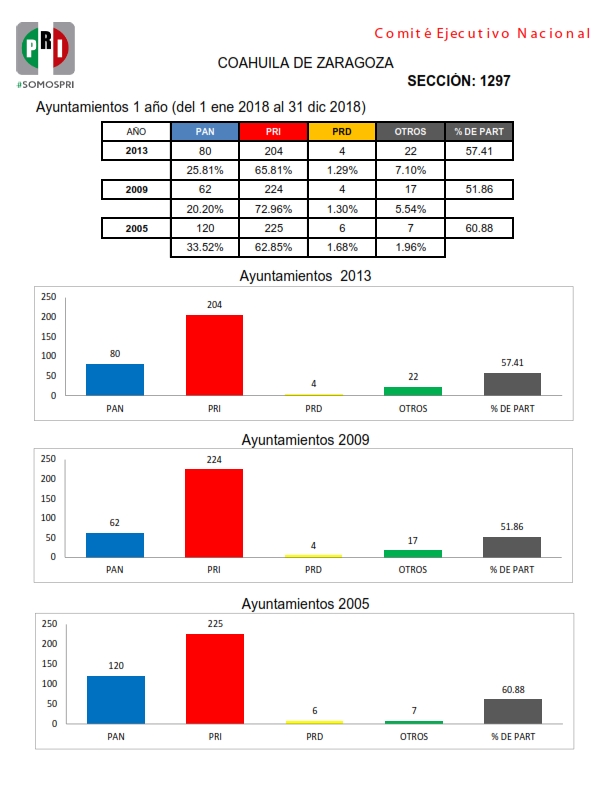 Comité Ejecutivo Nacional
PRI
#SOMOSPRI
COAHUILA DE ZARAGOZA
SECCIÓN: 1297
Ayuntamientos 1 año (del 1 ene 2018 al 31 dic 2018)
AÑO PAN PRI PRD OTROS % DE PART
2013 80 204 4 22 57.41
25.81% 65.81% 1.29% 7.10%
2009 62 224 4 17 51.86
20.20% 72.96% 1.30% 5.54%
2005 120 225 6 7 60.88
33.52% 62.85% 1.68% 1.96%
Ayuntamientos 2013
250
200
150
100
50
0
80 204 4 22 57.41
PAN PRI PRD OTROS % DE PART
Ayuntamientos 2009
250
200
150
100
50
0
62 224 4 17 51.86
PAN PRI PRD OTROS % DE PART
Ayuntamientos 2005
250
200
150
100
50
0
120 225 6 7 60.88
PAN PRI PRD OTROS % DE PART